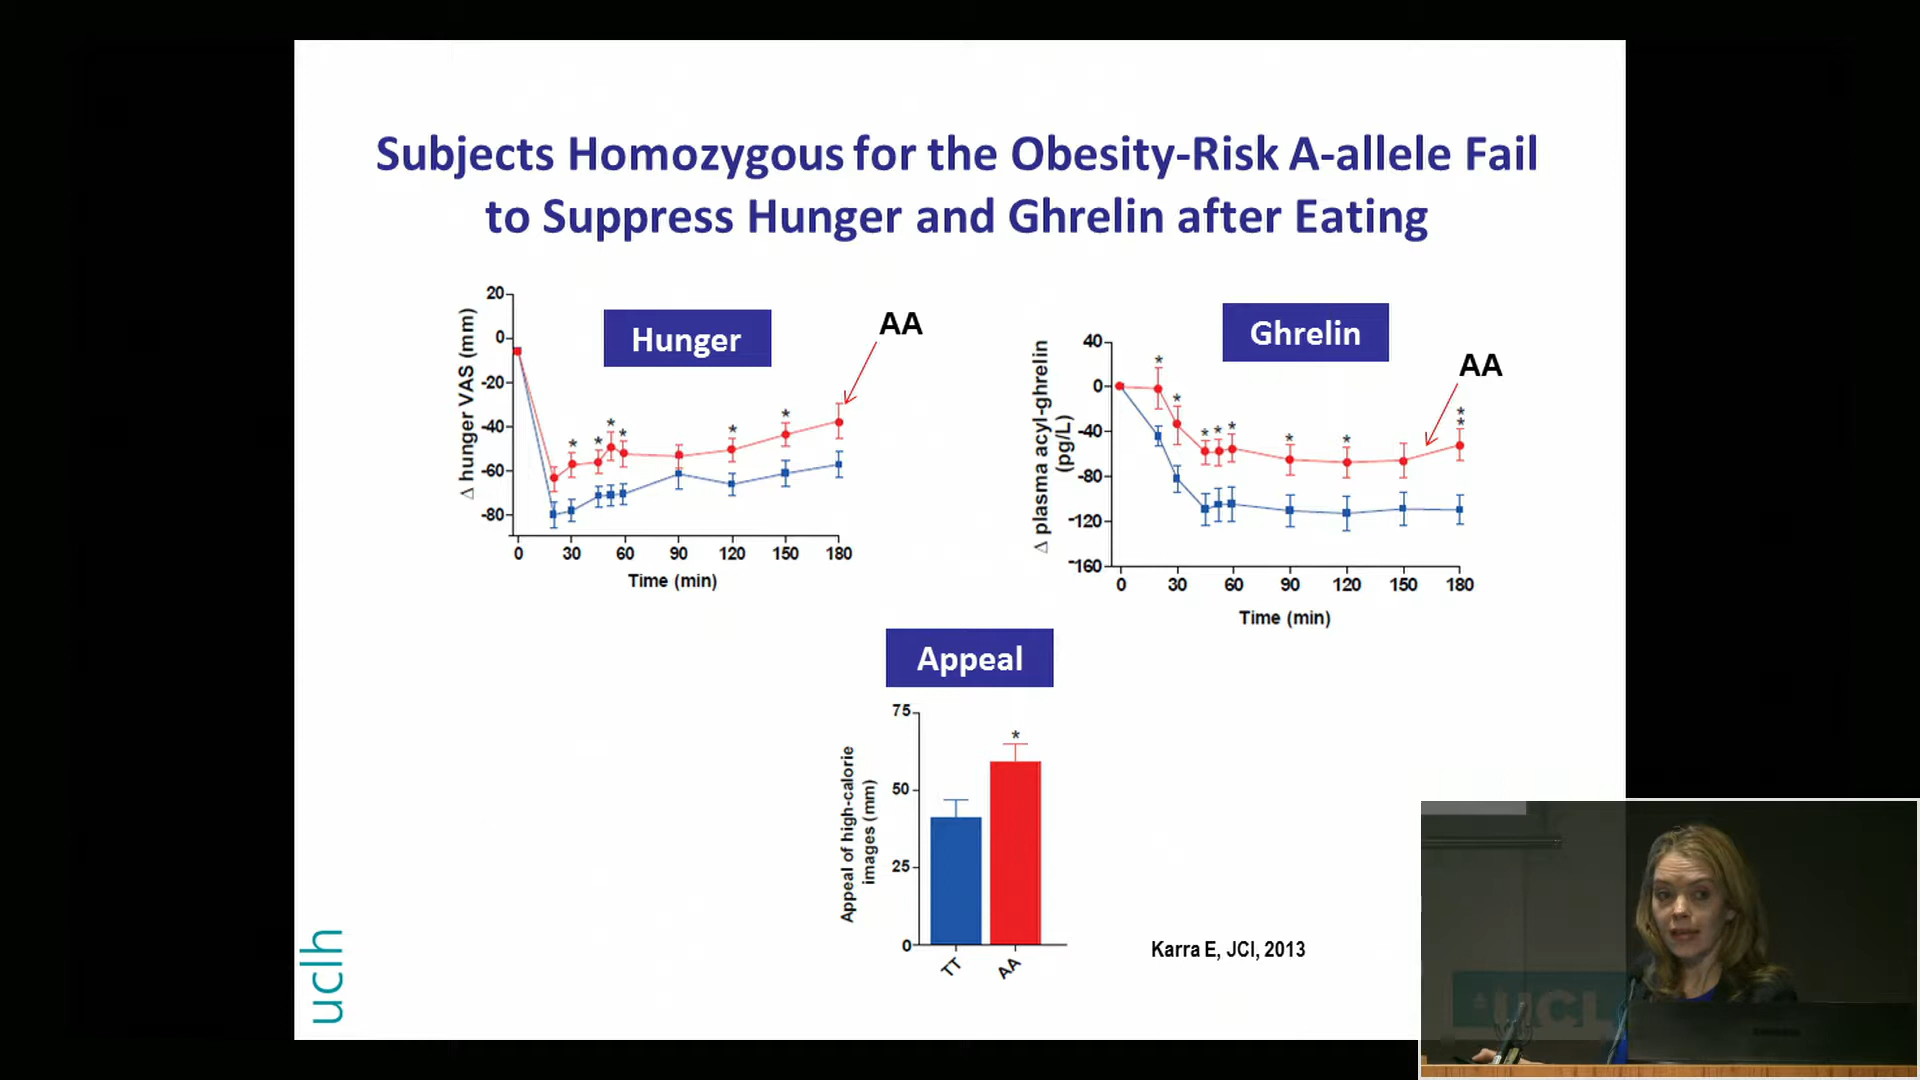 Subjects Homozygous for the Obesity-Risk A-allele Fail
to Suppress Hunger and Ghrelin after Eating
Hunger
AA
Δ hunger VAS (mm)
20
0
-20
-40
-60
-80
0 30 60 90 120 150 180
Time (min)
* * * * * *
Ghrelin
AA
Δ plasma acyl-ghrelin
(pg/L)
40
0
-40
-80
-120
-160
0 30 60 90 120 150 180
Time (min)
* * * * * * * * *
Appeal
Appeal of high-calorie
images (mm)
75
50
25
0
*
TT AA
Karra E, JCI, 2013
uclh
UCL